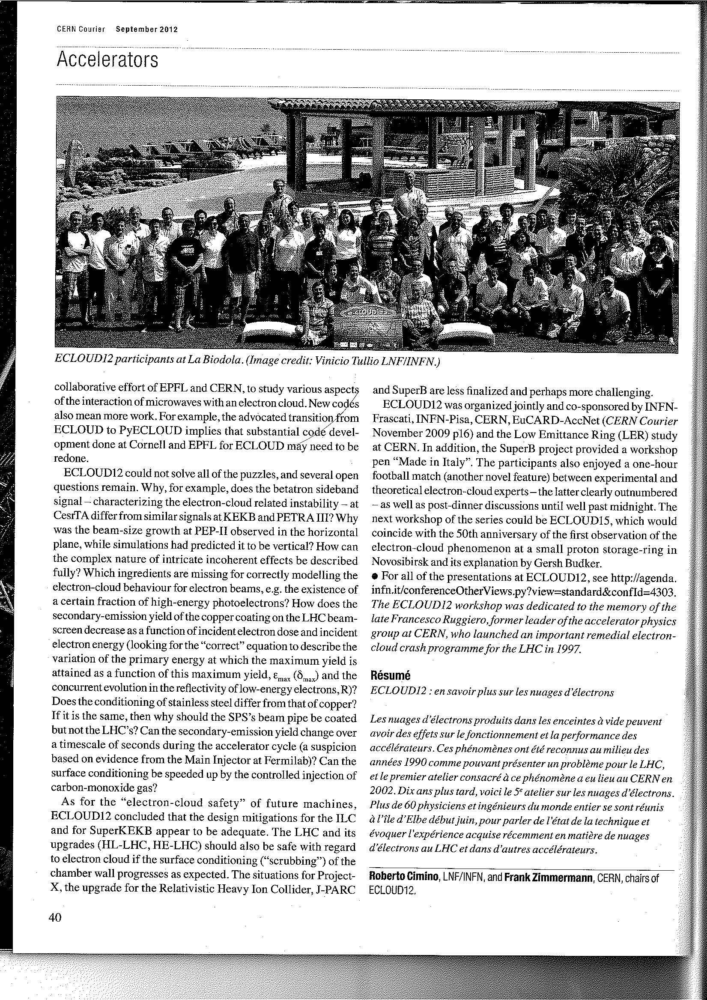 CERN Courier September 2012
Accelerators
CLOUD
ECLOUD12 participants at La Biodola. (Image credit: Vinicio Tullio LNF/INFN.)
collaborative effort of EPFL and CERN, to study various aspects
of the interaction of microwaves with an electron cloud. New codes
also mean more work. For example, the advocated transition from
ECLOUD to PyECLOUD implies that substantial code devel-
opment done at Cornell and EPFL for ECLOUD may need to be
redone.
ECLOUD12 could not solve all of the puzzles, and several open
questions remain. Why, for example, does the betatron sideband
signal – characterizing the electron-cloud related instability – at
CesrTA differ from similar signals at KEKB and PETRA III? Why
was the beam-size growth at PEP-II observed in the horizontal
plane, while simulations had predicted it to be vertical? How can
the complex nature of intricate incoherent effects be described
fully? Which ingredients are missing for correctly modelling the
electron-cloud behaviour for electron beams, e.g. the existence of
a certain fraction of high-energy photoelectrons? How does the
secondary-emission yield of the copper coating on the LHC beam-
screen decrease as a function of incident electron dose and incident
electron energy (looking for the “correct” equation to describe the
variation of the primary energy at which the maximum yield is
attained as a function of this maximum yield, εmax (δmax) and the
concurrent evolution in the reflectivity of low-energy electrons, R)?
Does the conditioning of stainless steel differ from that of copper?
If it is the same, then why should the SPS’s beam pipe be coated
but not the LHC’s? Can the secondary-emission yield change over
a timescale of seconds during the accelerator cycle (a suspicion
based on evidence from the Main Injector at Fermilab)? Can the
surface conditioning be speeded up by the controlled injection of
carbon-monoxide gas?
As for the “electron-cloud safety” of future machines,
ECLOUD12 concluded that the design mitigations for the ILC
and for SuperKEKB appear to be adequate. The LHC and its
upgrades (HL-LHC, HE-LHC) should also be safe with regard
to electron cloud if the surface conditioning (“scrubbing”) of the
chamber wall progresses as expected. The situations for Project-
X, the upgrade for the Relativistic Heavy Ion Collider, J-PARC
and SuperB are less finalized and perhaps more challenging.
ECLOUD12 was organized jointly and co-sponsored by INFN-
Frascati, INFN-Pisa, CERN, EuCARD-AccNet (CERN Courier
November 2009 p16) and the Low Emittance Ring (LER) study
at CERN. In addition, the SuperB project provided a workshop
pen “Made in Italy”. The participants also enjoyed a one-hour
football match (another novel feature) between experimental and
theoretical electron-cloud experts – the latter clearly outnumbered
– as well as post-dinner discussions until well past midnight. The
next workshop of the series could be ECLOUD15, which would
coincide with the 50th anniversary of the first observation of the
electron-cloud phenomenon at a small proton storage-ring in
Novosibirsk and its explanation by Gersh Budker.
● For all of the presentations at ECLOUD12, see http://agenda.
infn.it/conferenceOtherViews.py?view=standard&confId=4303.
The ECLOUD12 workshop was dedicated to the memory of the
late Francesco Ruggiero, former leader of the accelerator physics
group at CERN, who launched an important remedial electron-
cloud crash programme for the LHC in 1997.
Résumé
ECLOUD12 : en savoir plus sur les nuages d’électrons
Les nuages d’électrons produits dans les enceintes à vide peuvent
avoir des effets sur le fonctionnement et la performance des
accélérateurs. Ces phénomènes ont été reconnus au milieu des
années 1990 comme pouvant présenter un problème pour le LHC,
et le premier atelier consacré à ce phénomène a eu lieu au CERN en
2002. Dix ans plus tard, voici le 5e atelier sur les nuages d’électrons.
Plus de 60 physiciens et ingénieurs du monde entier se sont réunis
à l’île d’Elbe début juin, pour parler de l’état de la technique et
évoquer l’expérience acquise récemment en matière de nuages
d’électrons au LHC et dans d’autres accélérateurs.
Roberto Cimino, LNF/INFN, and Frank Zimmermann, CERN, chairs of
ECLOUD12.
40